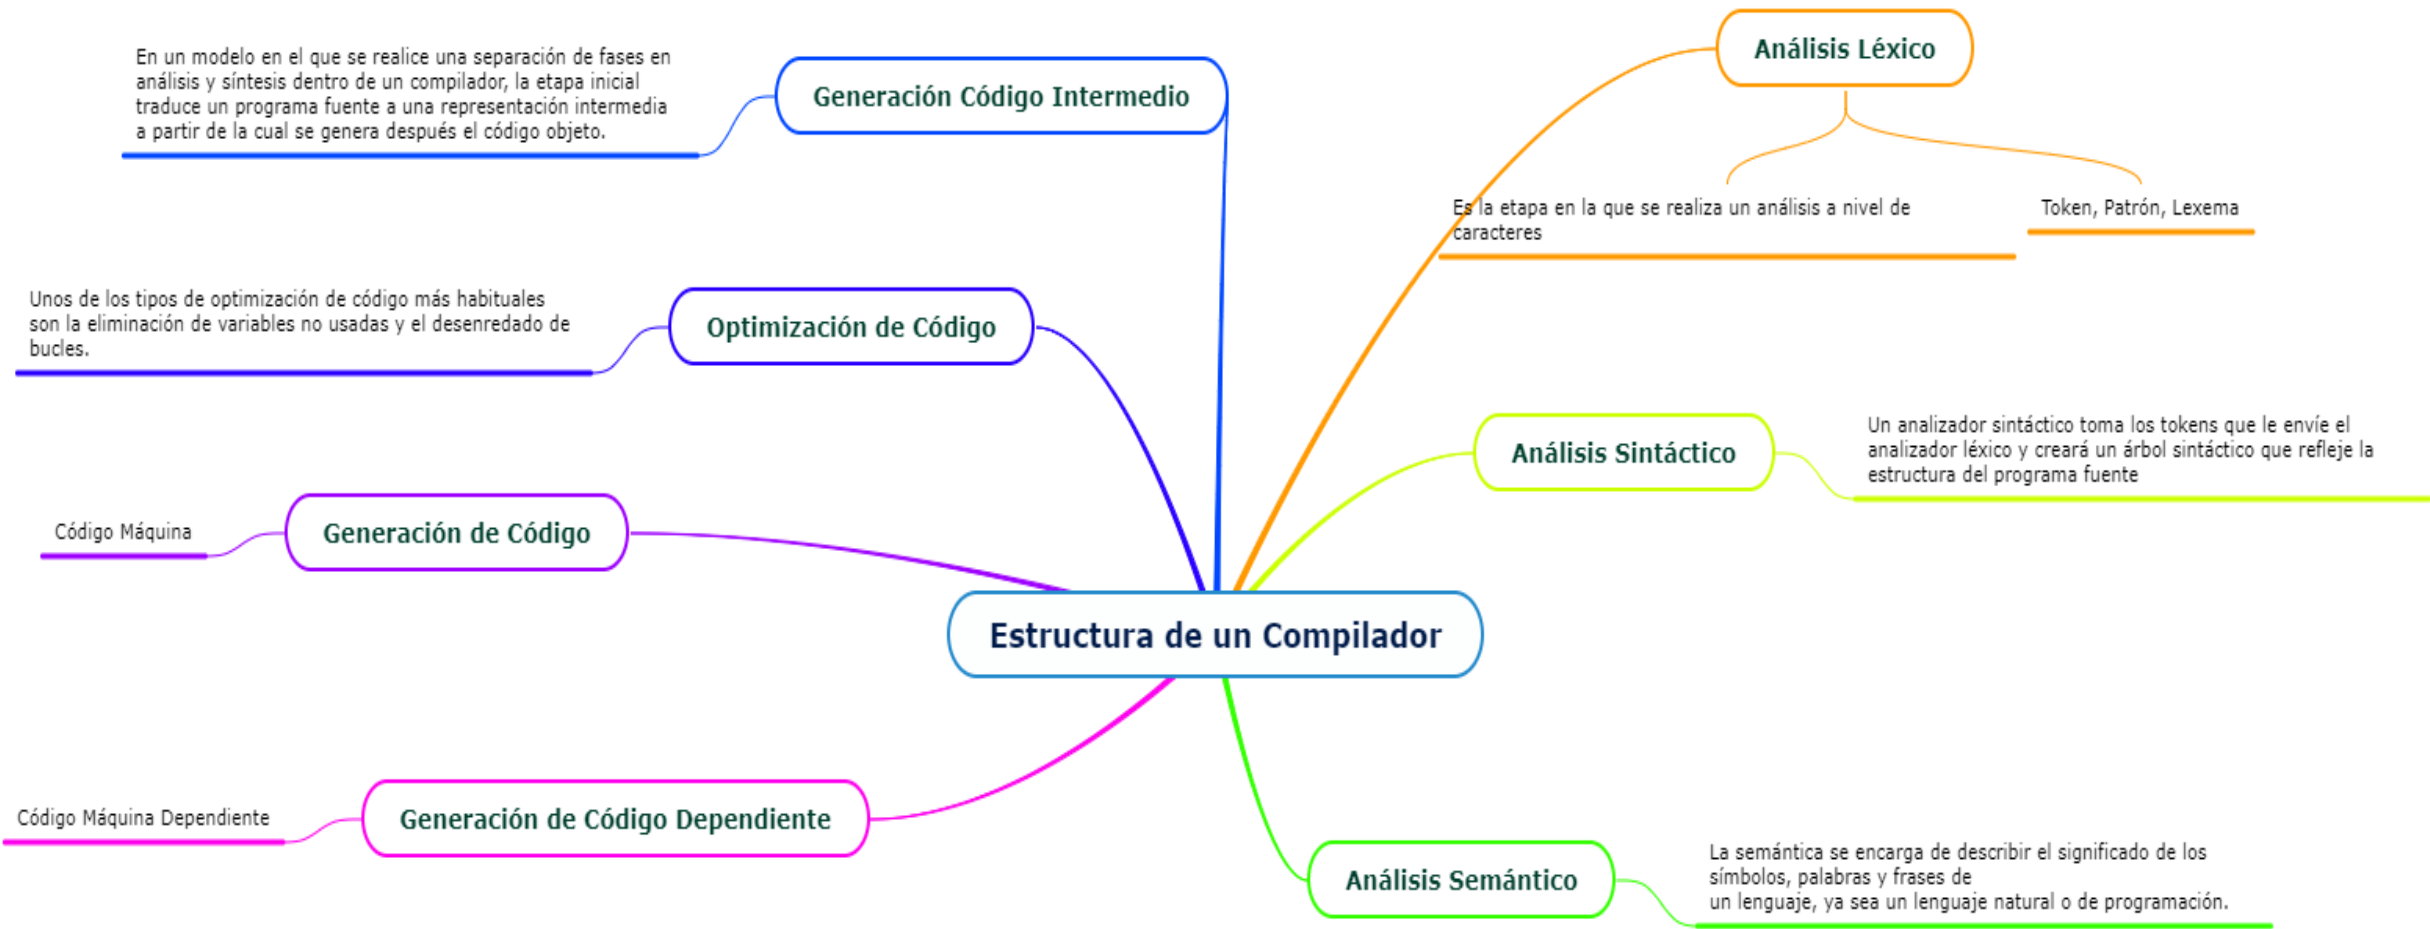 Estructura de un Compilador
Análisis Léxico
Es la etapa en la que se realiza un análisis a nivel de
caracteres
Token, Patrón, Lexema
Análisis Sintáctico
Un analizador sintáctico toma los tokens que le envíe el
analizador léxico y creará un árbol sintáctico que refleje la
estructura del programa fuente
Análisis Semántico
La semántica se encarga de describir el significado de los
símbolos, palabras y frases de
un lenguaje, ya sea un lenguaje natural o de programación.
Generación Código Intermedio
En un modelo en el que se realice una separación de fases en
análisis y síntesis dentro de un compilador, la etapa inicial
traduce un programa fuente a una representación intermedia
a partir de la cual se genera después el código objeto.
Optimización de Código
Unos de los tipos de optimización de código más habituales
son la eliminación de variables no usadas y el desenredado de
bucles.
Generación de Código
Código Máquina
Generación de Código Dependiente
Código Máquina Dependiente